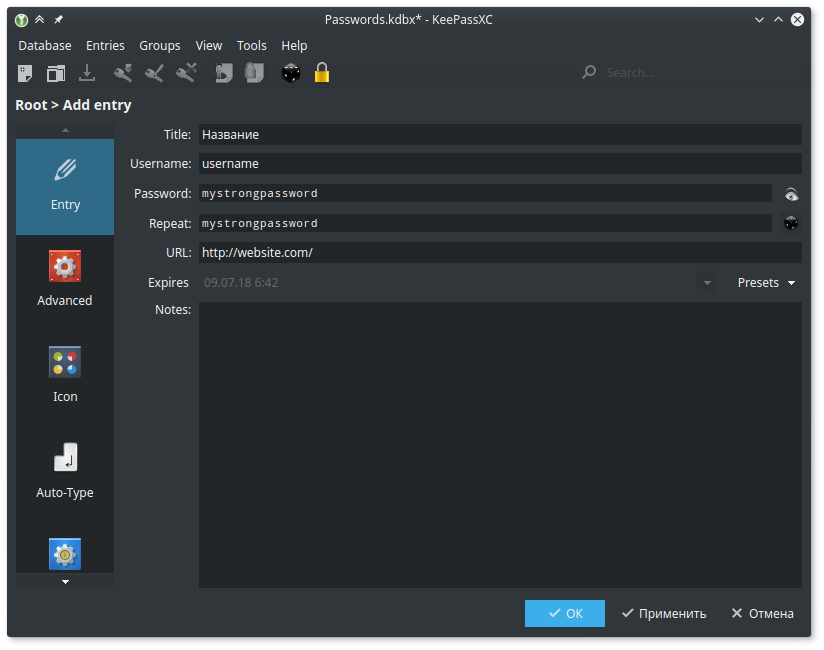 Passwords.kdbx* - KeePassXC
Database Entries Groups View Tools Help
Search...
Root > Add entry
Title: Название
Username: username
Password: mystrongpassword
Repeat: mystrongpassword
URL: http://website.com/
Expires 09.07.18 6:42 Presets
Notes:
Entry
Advanced
Icon
Auto-Type
OK Применить Отмена